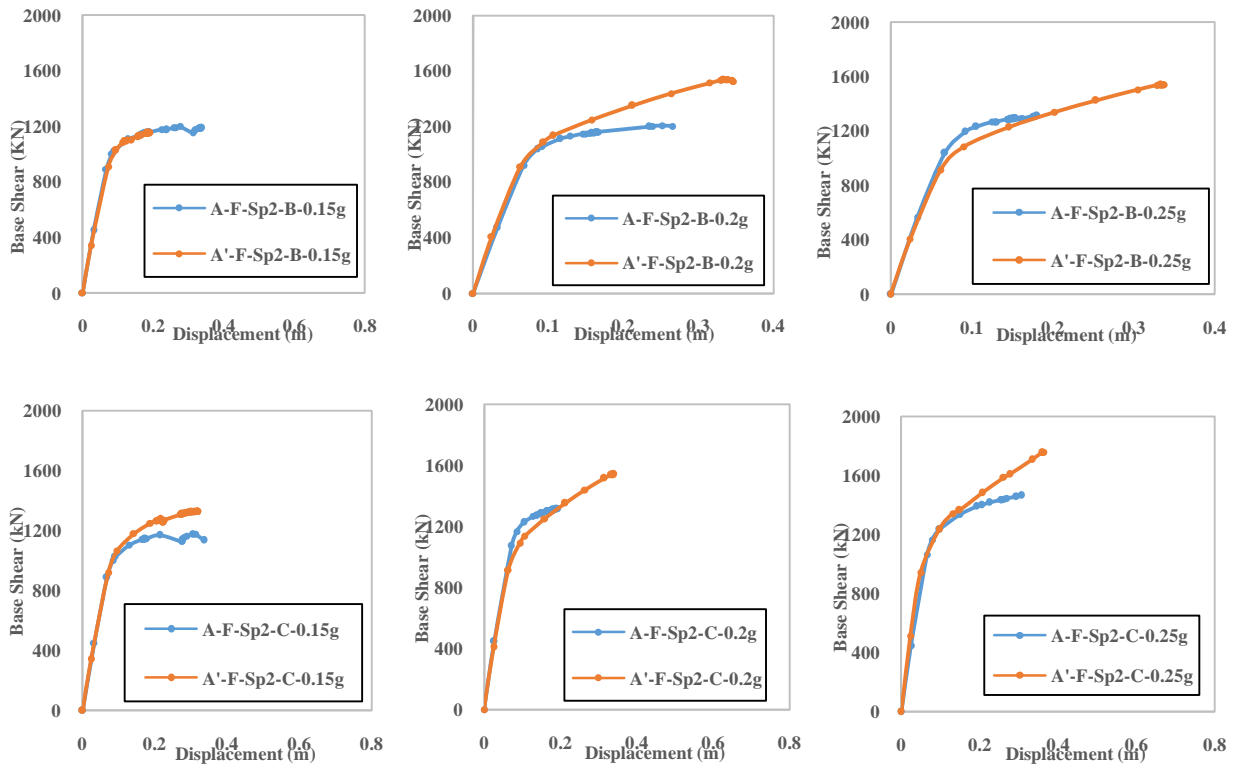 2000
1600
1200
800
400
0
Base Shear (KN)
A-F-Sp2-B-0.15g
A'-F-Sp2-B-0.15g
0 0.2 0.4 0.6 0.8
Displacement (m)
2000
1600
1200
800
400
0
Base Shear (KN)
A-F-Sp2-B-0.2g
A'-F-Sp2-B-0.2g
0 0.1 0.2 0.3 0.4
Displacement (m)
2000
1600
1200
800
400
0
Base Shear (KN)
A-F-Sp2-B-0.25g
A'-F-Sp2-B-0.25g
0 0.1 0.2 0.3 0.4
Displacement (m)
2000
1600
1200
800
400
0
Base Shear (kN)
A-F-Sp2-C-0.15g
A'-F-Sp2-C-0.15g
0 0.2 0.4 0.6 0.8
Displacement (m)
2000
1600
1200
800
400
0
Base Shear (kN)
A-F-Sp2-C-0.2g
A'-F-Sp2-C-0.2g
0 0.2 0.4 0.6 0.8
Displacement (m)
2000
1600
1200
800
400
0
Base Shear (kN)
A-F-Sp2-C-0.25g
A'-F-Sp2-C-0.25g
0 0.2 0.4 0.6 0.8
Displacement (m)